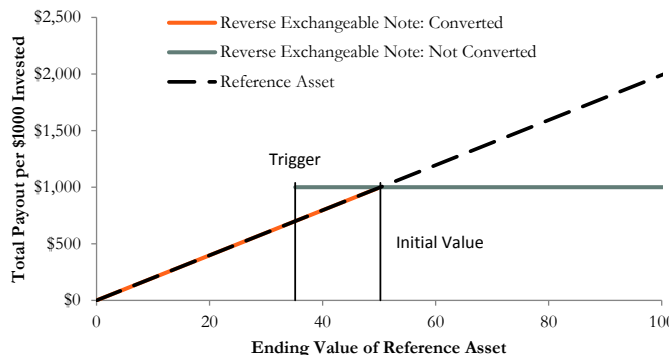 Reverse Exchangeable Note: Converted
Reverse Exchangeable Note: Not Converted
Reference Asset
Total Payout per $1000 Invested
$2,500
$2,000
$1,500
$1,000
$500
$0
Trigger
Initial Value
0 20 40 60 80 100
Ending Value of Reference Asset